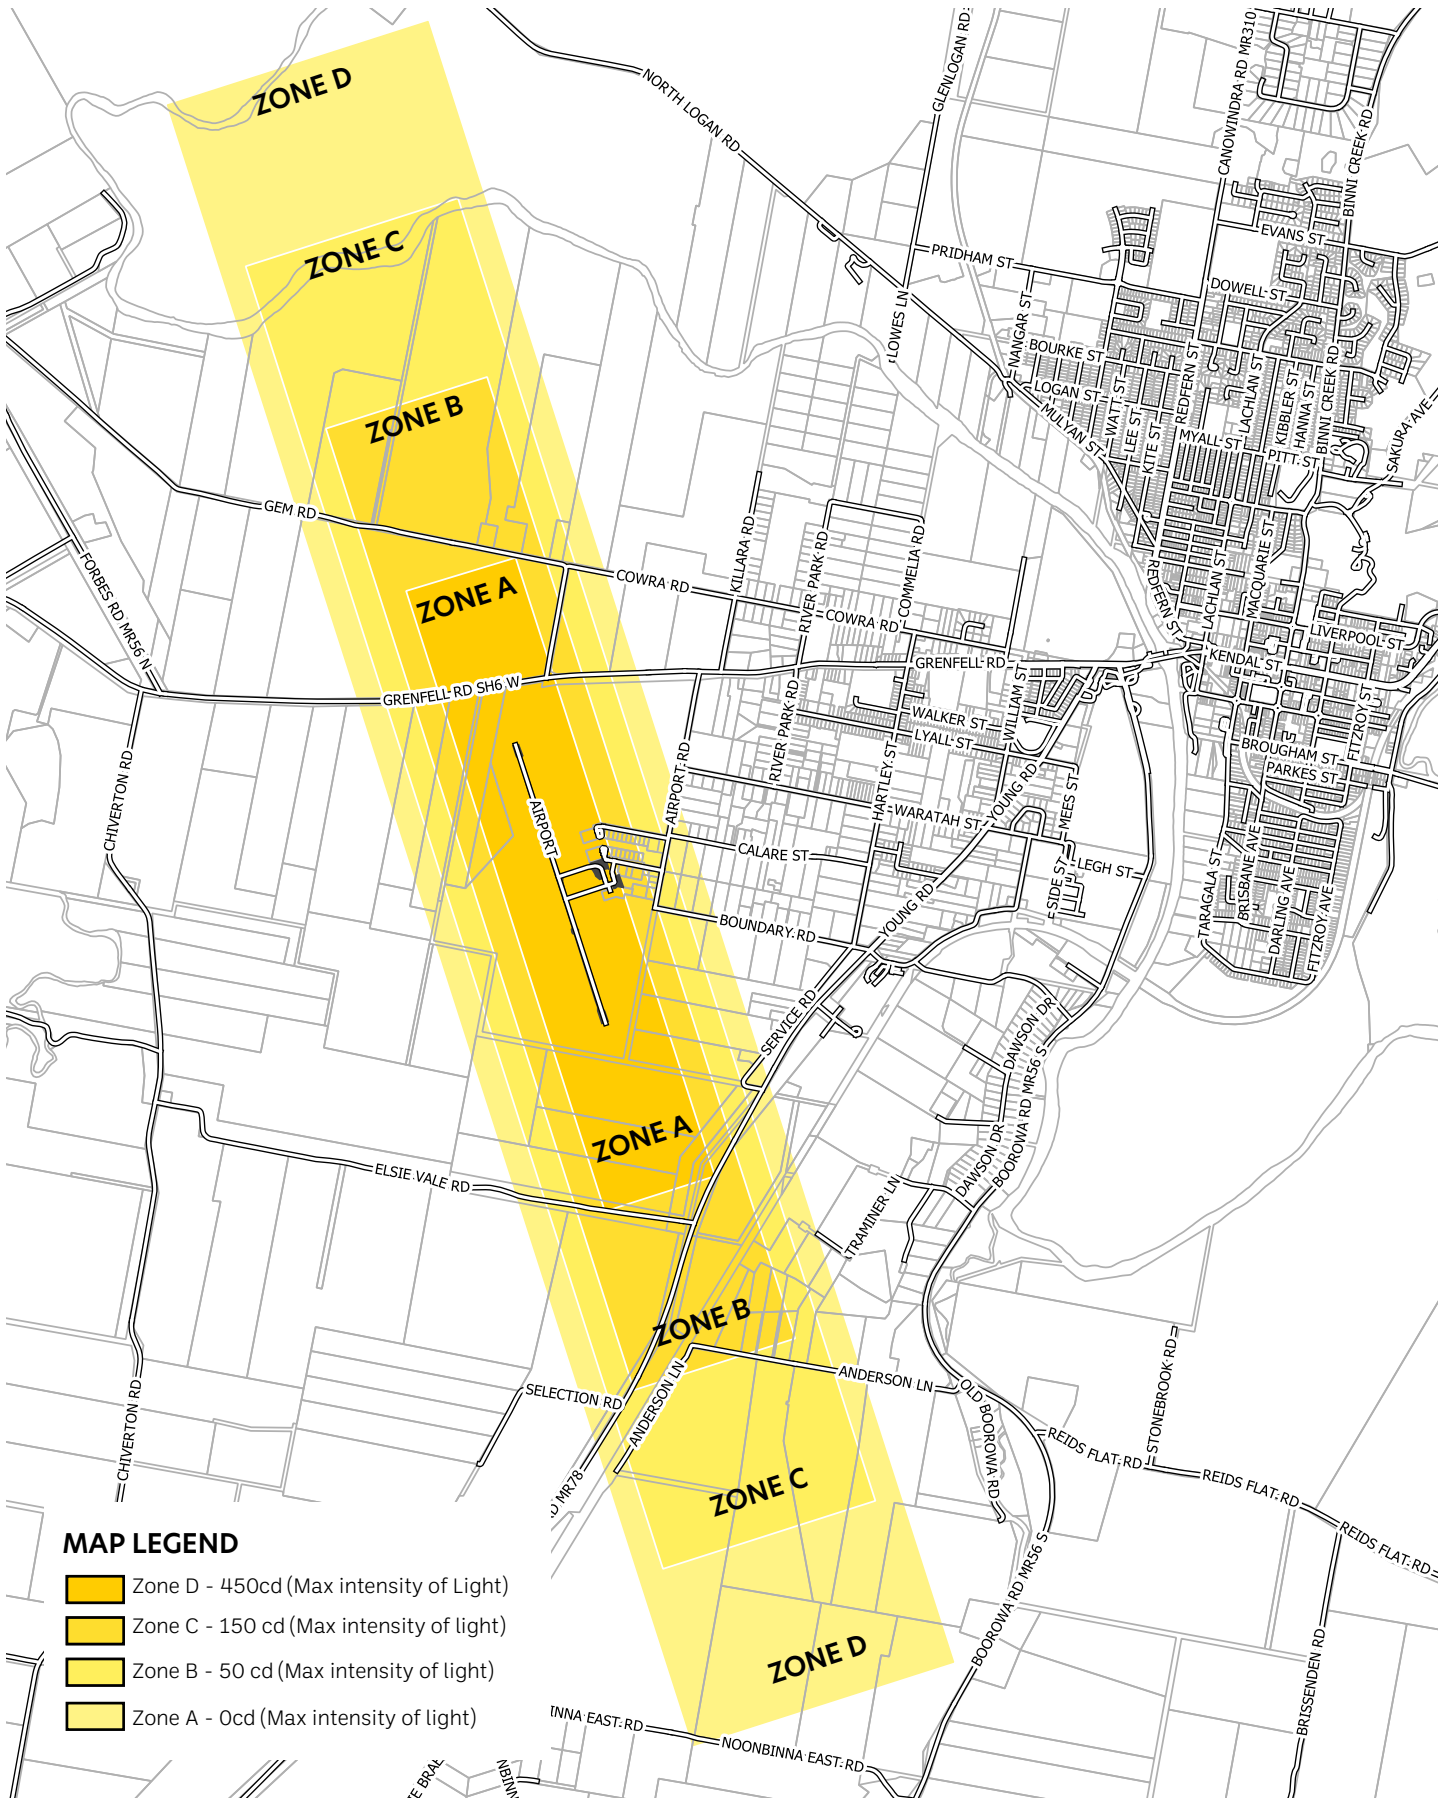 ZONE D
NORTH LOGAN RD
GLENLOGAN RD
CANOWINDRA RD MR310
BINNI CREEK RD
ZONE C
EVANS ST
PRIDHAM ST
DOWELL ST
LOWES LN
NANGAR ST
BOURKE ST
LOGAN ST
MULYAN ST
WATT ST
LEE ST
KITE ST
REDFERN ST
LACHLAN ST
KIBBLER ST
HANNA ST
BINNI CREEK RD
SAKURA AVE
MYALL ST
PITT ST
ZONE B
GEM RD
FORBES RD MR56 N
ZONE A
COWRA RD
KILLARA RD
RIVER PARK RD
COMMELIA RD
COWRA RD
REDFERN ST
LACHLAN ST
MACQUARIE ST
LIVERPOOL ST
KENDAL ST
GRENFELL RD
GRENFELL RD SH6 W
WILLIAM ST
WALKER ST
LYALL ST
RIVER PARK RD
HARTLEY ST
YOUNG RD
MEES ST
FITZROY ST
BROUGHAM ST
PARKES ST
CHIVERTON RD
AIRPORT RD
AIRPORT
WARATAH ST
CALARE ST
LEGH ST
SIDE ST
TARAGALA ST
BRISBANE AVE
DARLING AVE
FITZROY AVE
BOUNDARY RD
YOUNG RD
SERVICE RD
DAWSON DR
BOOROWA RD MR56 S
ZONE A
ELSIE VALE RD
DAWSON DR
TRAMINER LN
ZONE B
ANDERSON LN
ANDERSON LN
SELECTION RD
CHIVERTON RD
OLD BOOROWA RD
STONEBROOK RD
REIDS FLAT RD
REIDS FLAT RD
REIDS FLAT RD
ZONE C
D MR78
BOOROWA RD MR56 S
BRISSENDEN RD
ZONE D
INNA EAST RD
NOONBINNA EAST RD
E BRAE
NBINN
MAP LEGEND
Zone D - 450cd (Max intensity of Light)
Zone C - 150 cd (Max intensity of light)
Zone B - 50 cd (Max intensity of light)
Zone A - 0cd (Max intensity of light)